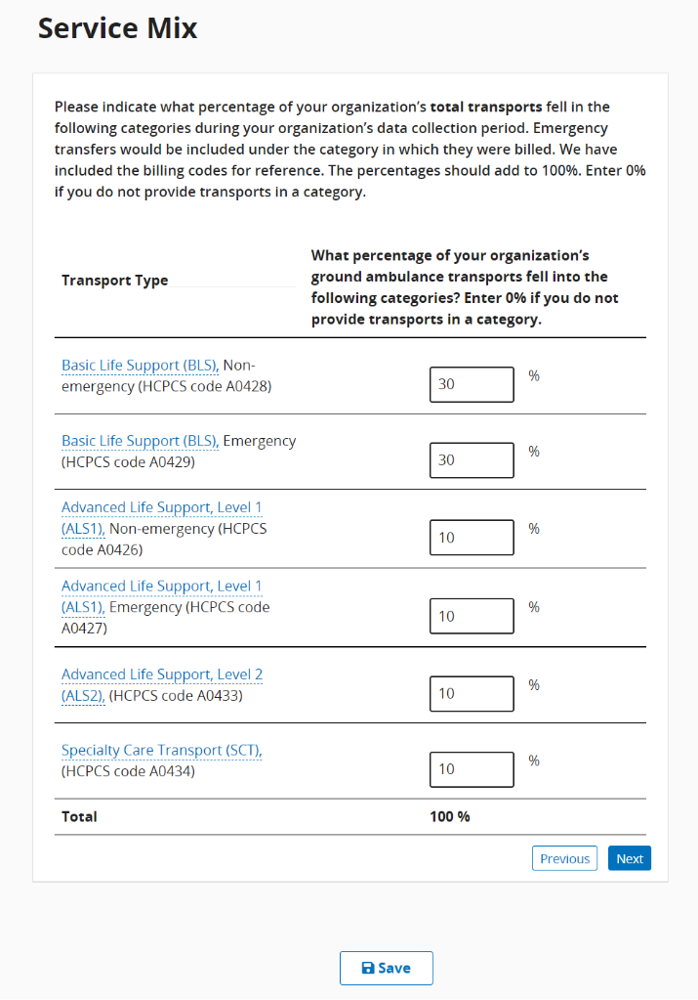 Service Mix
Please indicate what percentage of your organization's total transports fell in the
following categories during your organization's data collection period. Emergency
transfers would be included under the category in which they were billed. We have
included the billing codes for reference. The percentages should add to 100%. Enter 0%
if you do not provide transports in a category.
Transport Type
What percentage of your organization's
ground ambulance transports fell into the
following categories? Enter 0% if you do not
provide transports in a category.
Basic Life Support (BLS), Non-
emergency (HCPCS code A0428)
30 %
Basic Life Support (BLS), Emergency
(HCPCS code A0429)
30 %
Advanced Life Support, Level 1
(ALS1), Non-emergency (HCPCS
code A0426)
10 %
Advanced Life Support, Level 1
(ALS1), Emergency (HCPCS code
A0427)
10 %
Advanced Life Support, Level 2
(ALS2), (HCPCS code A0433)
10 %
Specialty Care Transport (SCT),
(HCPCS code A0434)
10 %
Total 100 %
Previous Next
Save